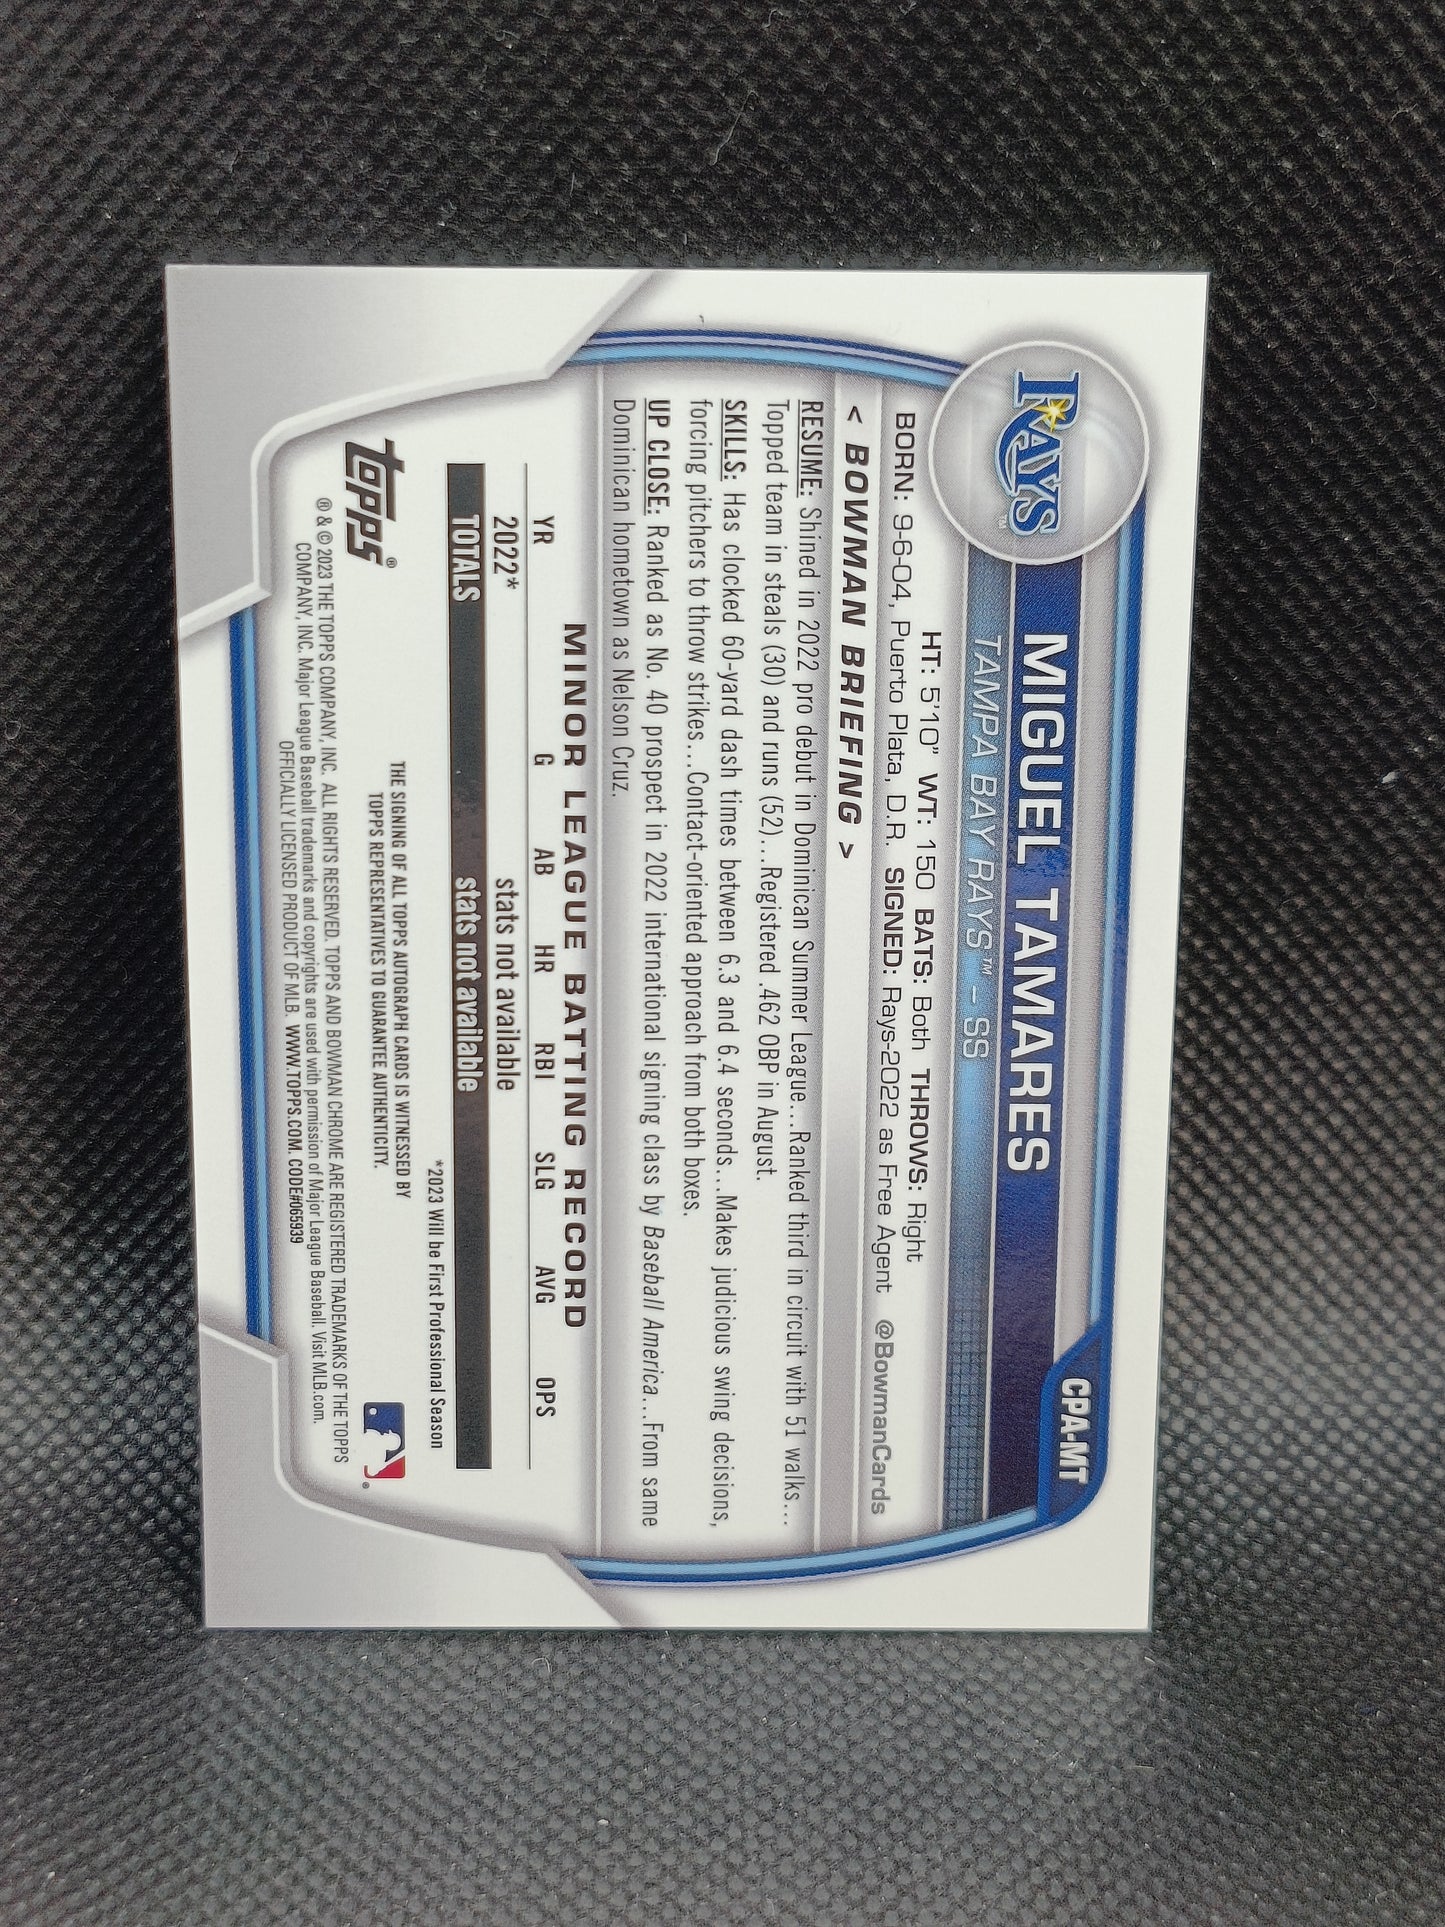 CPA-MT
RAYS™
MIGUEL TAMARES
TAMPA BAY RAYS™ – SS
HT: 5'10" WT: 150 BATS: Both THROWS: Right
BORN: 9-6-04, Puerto Plata, D.R. SIGNED: Rays-2022 as Free Agent @BowmanCards
< BOWMAN BRIEFING >
RESUME: Shined in 2022 pro debut in Dominican Summer League...Ranked third in circuit with 51 walks...
Topped team in steals (30) and runs (52)...Registered .462 OBP in August.
SKILLS: Has clocked 60-yard dash times between 6.3 and 6.4 seconds...Makes judicious swing decisions,
forcing pitchers to throw strikes...Contact-oriented approach from both boxes.
UP CLOSE: Ranked as No. 40 prospect in 2022 international signing class by Baseball America...From same
Dominican hometown as Nelson Cruz.
MINOR LEAGUE BATTING RECORD
YR G AB HR RBI SLG AVG OPS
2022* stats not available
TOTALS stats not available
*2023 Will be First Professional Season
THE SIGNING OF ALL TOPPS AUTOGRAPH CARDS IS WITNESSED BY
TOPPS REPRESENTATIVES TO GUARANTEE AUTHENTICITY.
topps®
® & © 2023 THE TOPPS COMPANY, INC. ALL RIGHTS RESERVED. TOPPS AND BOWMAN CHROME ARE REGISTERED TRADEMARKS OF THE TOPPS
COMPANY, INC. Major League Baseball trademarks and copyrights are used with permission of Major League Baseball. Visit MLB.com.
OFFICIALLY LICENSED PRODUCT OF MLB. WWW.TOPPS.COM. CODE#065939